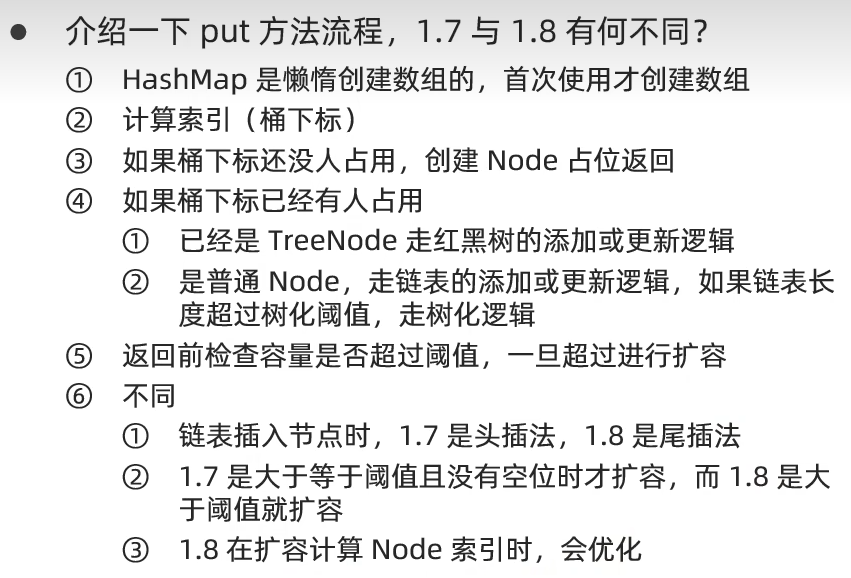 ● 介绍一下 put 方法流程，1.7 与 1.8 有何不同？
① HashMap 是懒惰创建数组的，首次使用才创建数组
② 计算索引（桶下标）
③ 如果桶下标还没人占用，创建 Node 占位返回
④ 如果桶下标已经有人占用
① 已经是 TreeNode 走红黑树的添加或更新逻辑
② 是普通 Node，走链表的添加或更新逻辑，如果链表长
度超过树化阈值，走树化逻辑
⑤ 返回前检查容量是否超过阈值，一旦超过进行扩容
⑥ 不同
① 链表插入节点时，1.7 是头插法，1.8 是尾插法
② 1.7 是大于等于阈值且没有空位时才扩容，而 1.8 是大
于阈值就扩容
③ 1.8 在扩容计算 Node 索引时，会优化